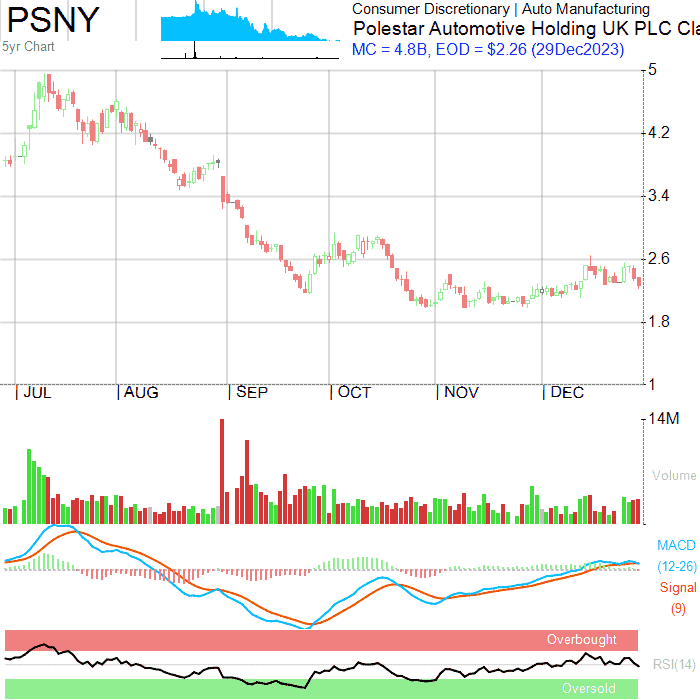 PSNY
5yr Chart
Consumer Discretionary | Auto Manufacturing
Polestar Automotive Holding UK PLC Cla
MC = 4.8B, EOD = $2.26 (29Dec2023)
5
4.2
3.4
2.6
1.8
1
JUL AUG SEP OCT NOV DEC
14M
Volume
MACD
(12-26)
Signal
(9)
Overbought
RSI(14)
Oversold